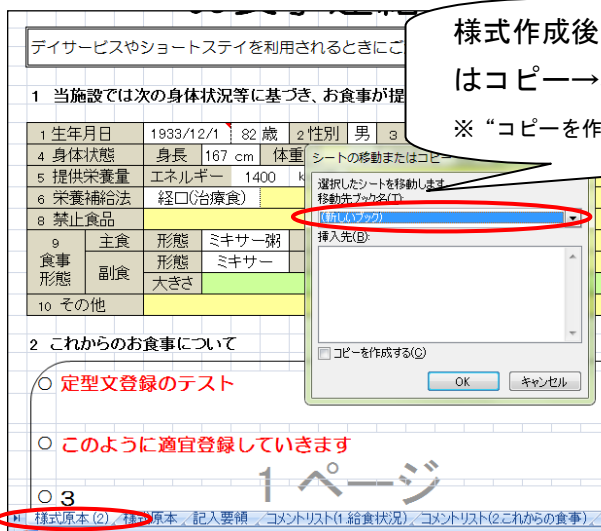 様式作成後
はコピー→
※ “コピーを作
デイサービスやショートステイを利用されるときにご
1 当施設では次の身体状況等に基づき、お食事が提
1 生年月日 1933/12/1 82 歳 2 性別 男 3
4 身体状態 身長 167 cm 体重
5 提供栄養量 エネルギー 1400 k
6 栄養補給法 経口(治療食)
8 禁止食品
9 食事形態 主食 形態 ミキサー粥
副食 形態 ミキサー
大きさ
10 その他
シートの移動またはコピー
選択したシートを移動します。
移動先ブック名(T):
(新しいブック)
挿入先(B):
コピーを作成する(C)
OK キャンセル
2 これからのお食事について
○ 定型文登録のテスト
○ このように適宜登録していきます
○ 3
1 ページ
様式原本 (2) 様式原本 記入要領 コメントリスト(1.給食状況) コメントリスト(2.これからの食事)